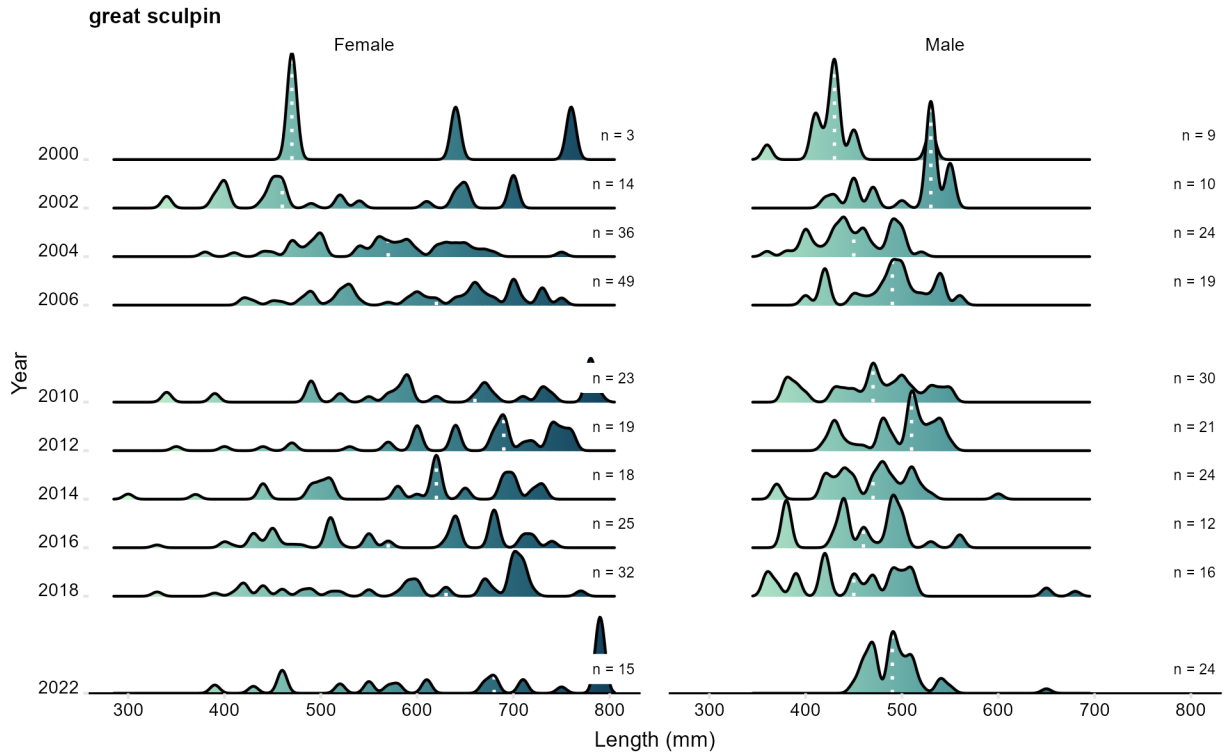 great sculpin
Female Male
2000 n = 3 n = 9
2002 n = 14 n = 10
2004 n = 36 n = 24
2006 n = 49 n = 19
Year
2010 n = 23 n = 30
2012 n = 19 n = 21
2014 n = 18 n = 24
2016 n = 25 n = 12
2018 n = 32 n = 16
2022 n = 15 n = 24
300 400 500 600 700 800 300 400 500 600 700 800
Length (mm)